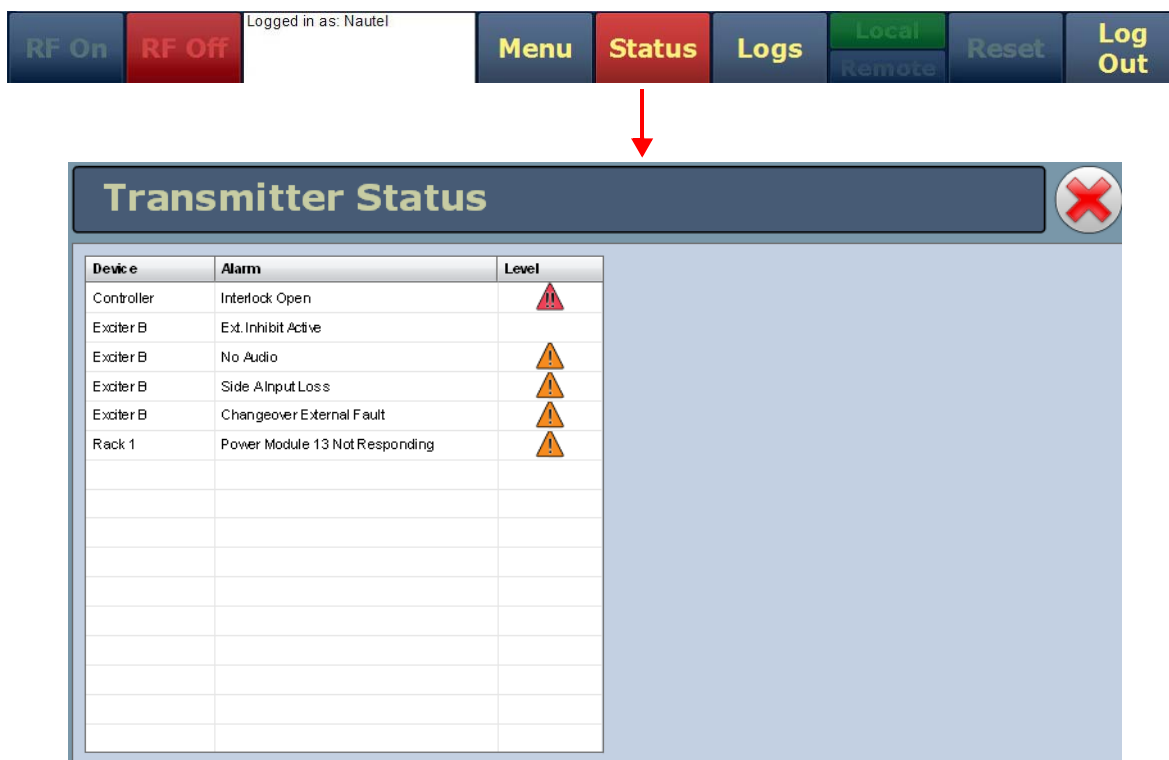 RF On RF Off Logged in as: Nautel Menu Status Logs Local Remote Reset Log Out
Transmitter Status
Device Alarm Level
Controller Interlock Open
Exciter B Ext. Inhibit Active
Exciter B No Audio
Exciter B Side A Input Loss
Exciter B Changeover External Fault
Rack 1 Power Module 13 Not Responding